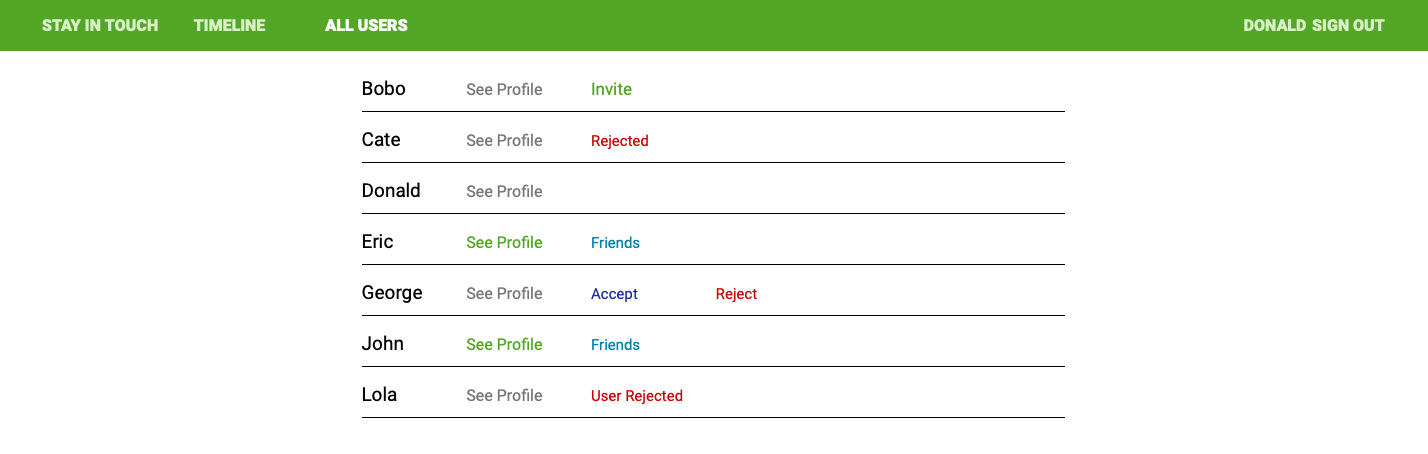 STAY IN TOUCH TIMELINE ALL USERS DONALD SIGN OUT
Bobo See Profile Invite
Cate See Profile Rejected
Donald See Profile
Eric See Profile Friends
George See Profile Accept Reject
John See Profile Friends
Lola See Profile User Rejected